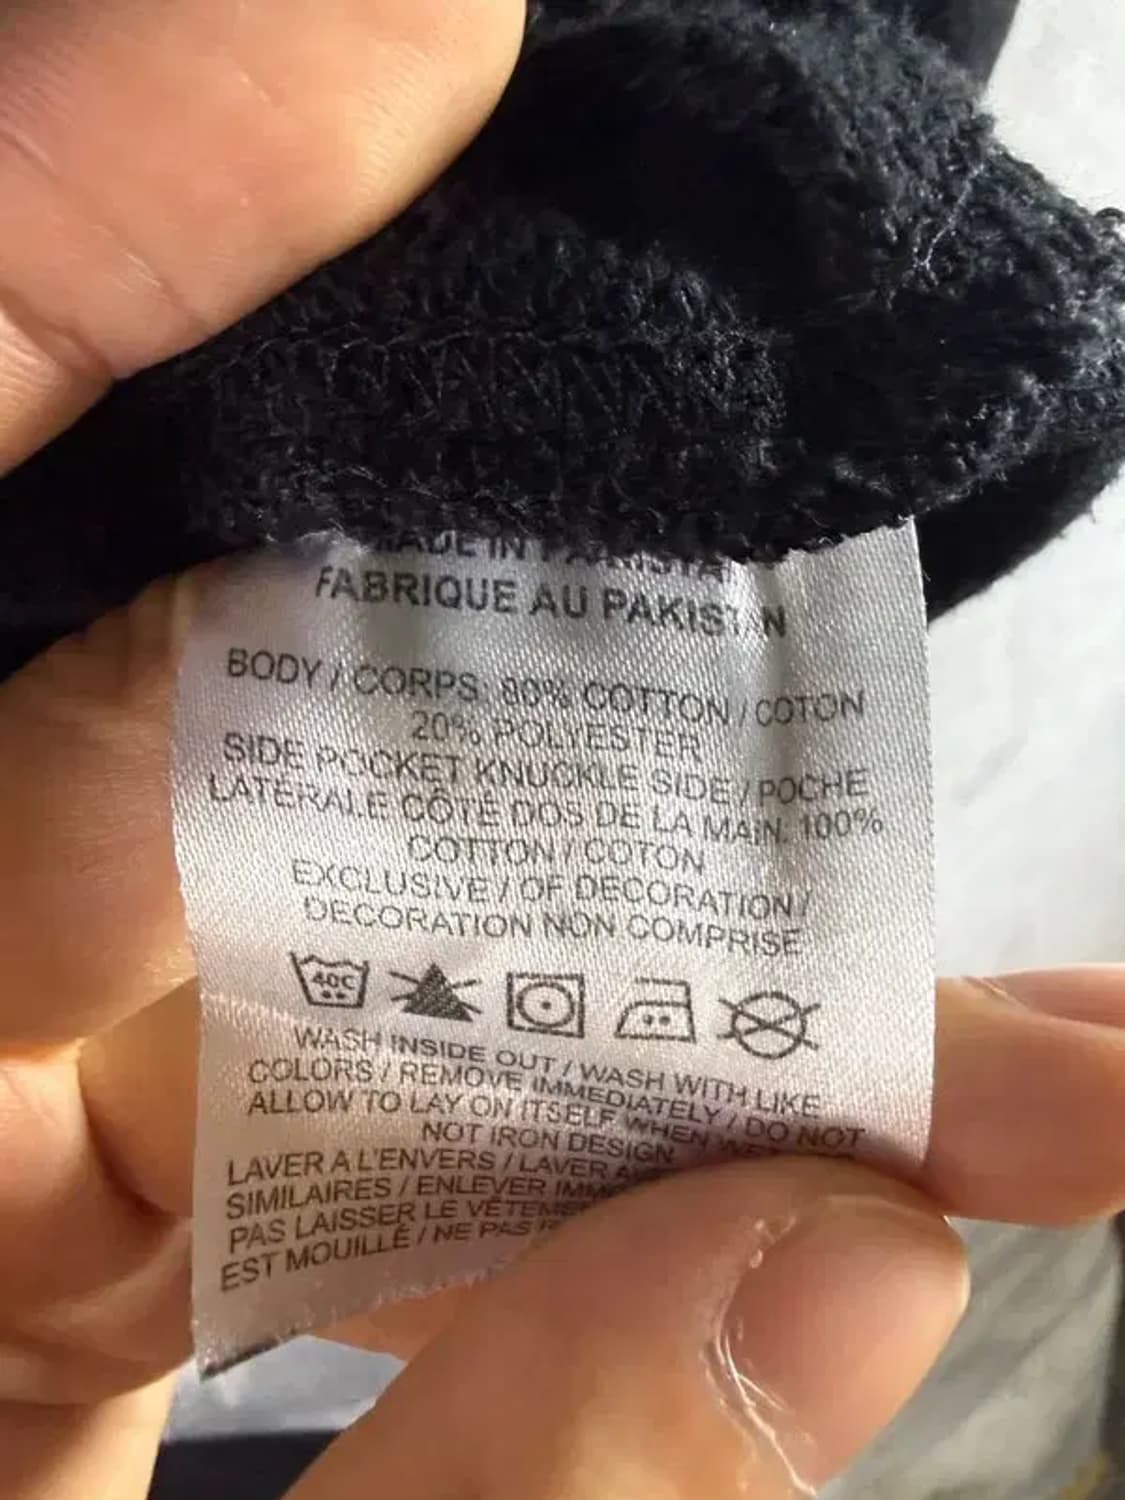 MADE IN PAKISTAN
FABRIQUE AU PAKISTAN
BODY / CORPS: 80% COTTON / COTON
20% POLYESTER
SIDE POCKET KNUCKLE SIDE / POCHE
LATÉRALE CÔTÉ DOS DE LA MAIN: 100%
COTTON / COTON
EXCLUSIVE / OF DECORATION /
DECORATION NON COMPRISE
40C
WASH INSIDE OUT / WASH WITH LIKE
COLORS / REMOVE IMMEDIATELY / DO NOT
ALLOW TO LAY ON ITSELF WHEN WET
NOT IRON DESIGN
LAVER A L'ENVERS / LAVER
SIMILAIRES / ENLEVER
PAS LAISSER LE
EST MOUILLÉ / NE PAS